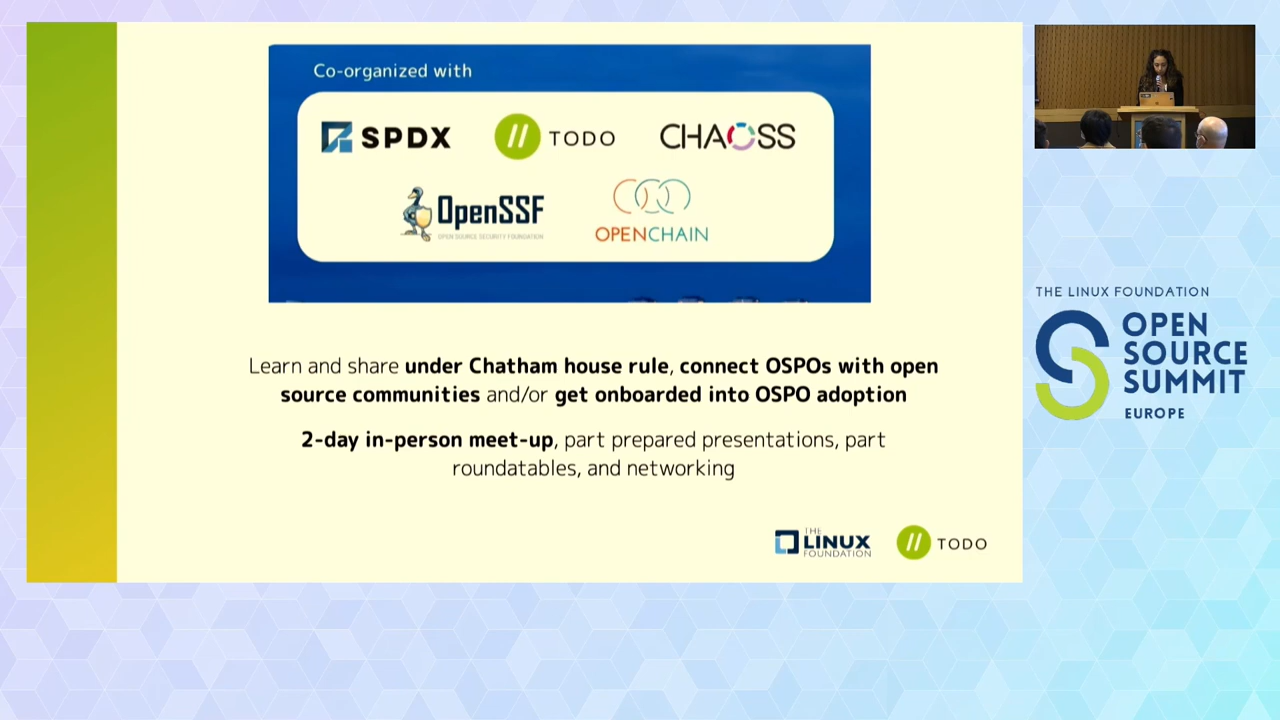 Co-organized with
SPDX
TODO
CHAOSS
OpenSSF
OPEN SOURCE SECURITY FOUNDATION
OPENCHAIN
Learn and share under Chatham house rule, connect OSPOs with open
source communities and/or get onboarded into OSPO adoption
2-day in-person meet-up, part prepared presentations, part
roundatables, and networking
THE
LINUX
FOUNDATION
TODO
THE LINUX FOUNDATION
OPEN
SOURCE
SUMMIT
EUROPE